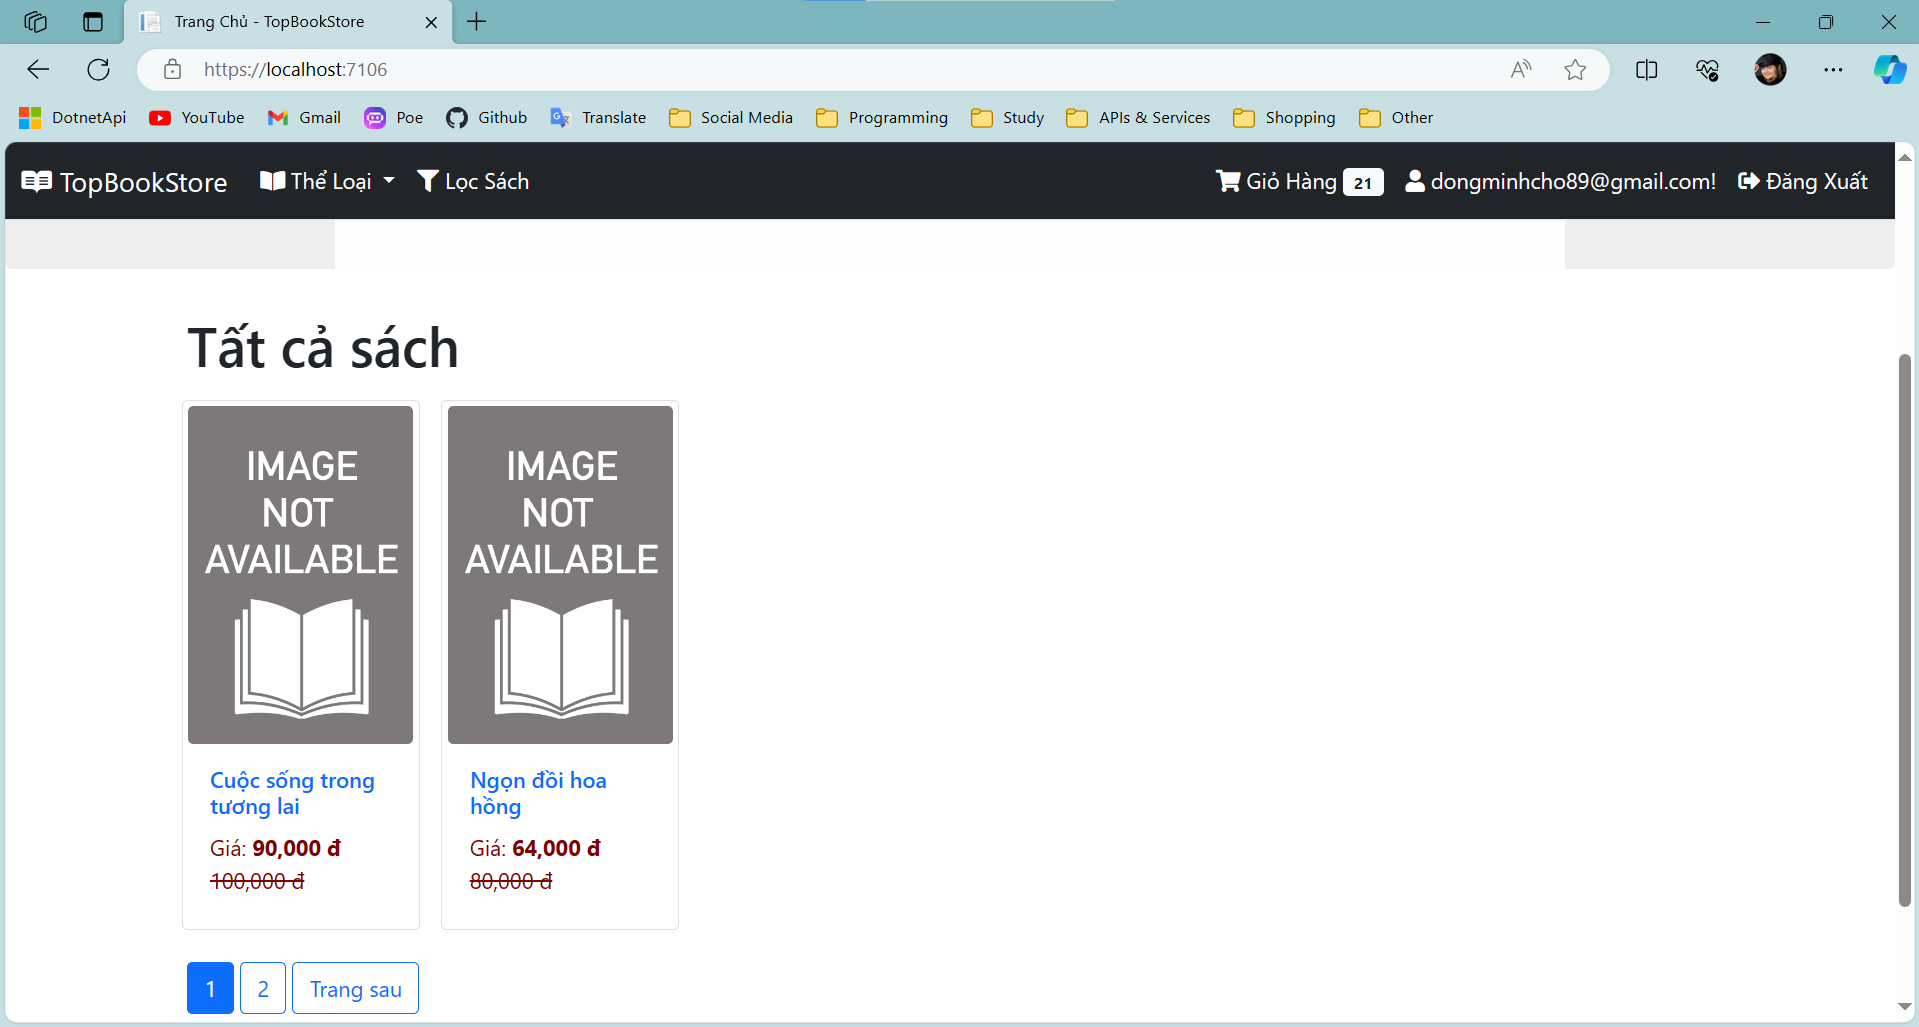 Trang Chủ - TopBookStore
https://localhost:7106
DotnetApi YouTube Gmail Poe Github Translate Social Media Programming Study APIs & Services Shopping Other
TopBookStore Thể Loại Lọc Sách Giỏ Hàng 21 dongminhcho89@gmail.com! Đăng Xuất
Tất cả sách
IMAGE
NOT
AVAILABLE
Cuộc sống trong
tương lai
Giá: 90,000 đ
100,000 đ
IMAGE
NOT
AVAILABLE
Ngọn đồi hoa
hồng
Giá: 64,000 đ
80,000 đ
1 2 Trang sau